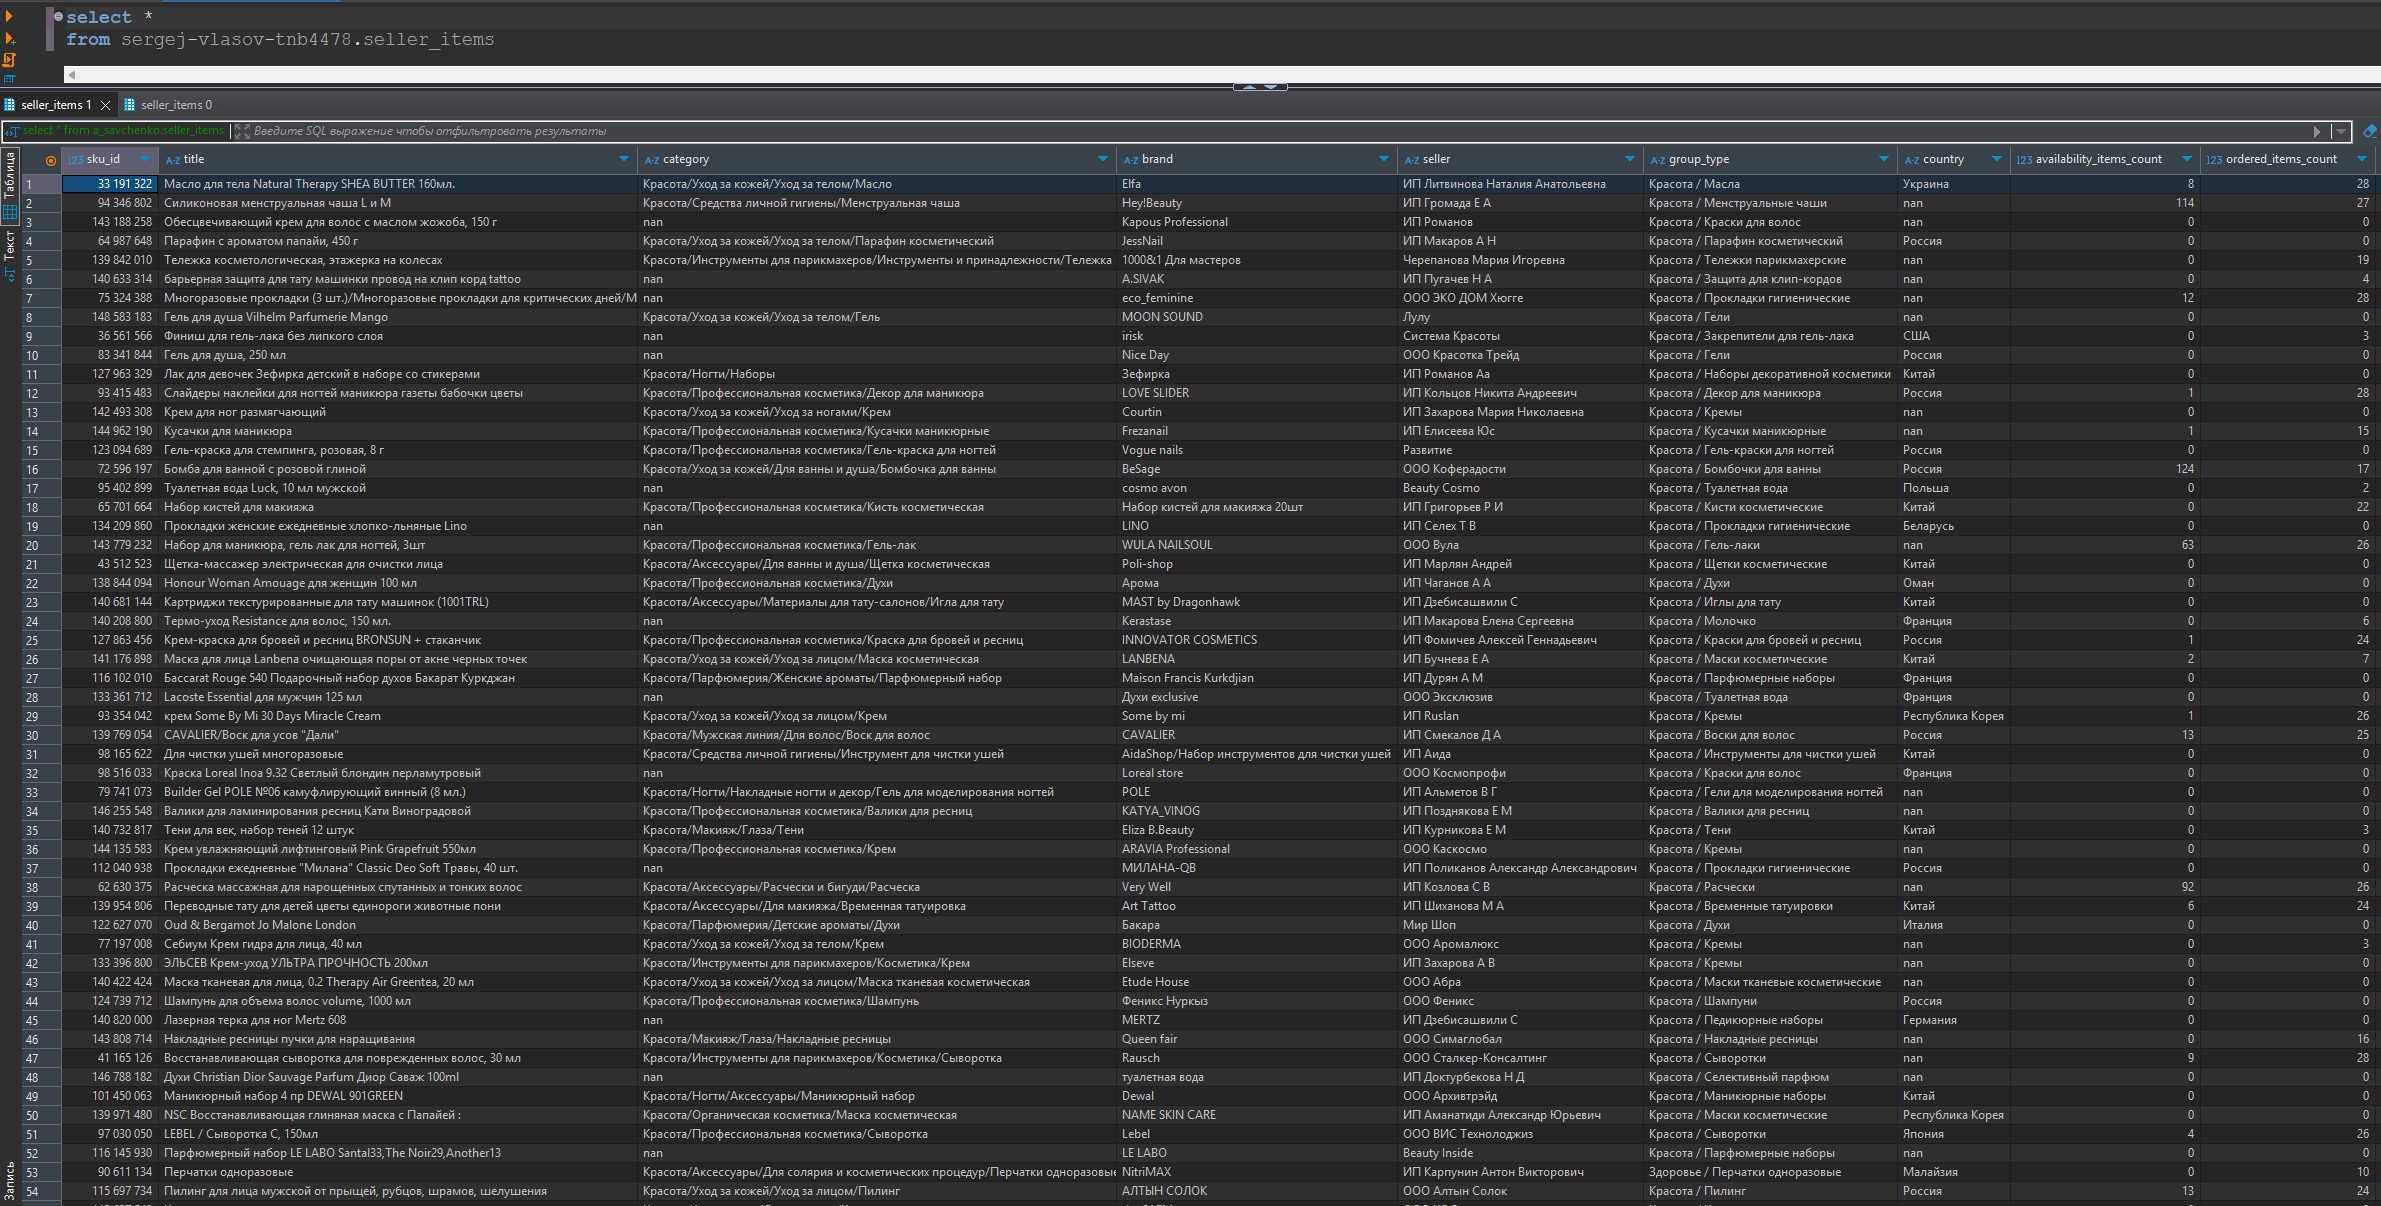 select *
from sergej-vlasov-tnb4478.seller_items
seller_items 1 seller_items 0
select * from a_savchenko.seller_items Введите SQL выражение чтобы отфильтровать результаты
Таблица
Текст
Запись
123 sku_id A-Z title A-Z category A-Z brand A-Z seller A-Z group_type A-Z country 123 availability_items_count 123 ordered_items_count
1 33 191 322 Масло для тела Natural Therapy SHEA BUTTER 160мл. Красота/Уход за кожей/Уход за телом/Масло Elfa ИП Литвинова Наталия Анатольевна Красота / Масла Украина 8 28
2 94 346 802 Силиконовая менструальная чаша L и M Красота/Средства личной гигиены/Менструальная чаша Hey!Beauty ИП Громада Е А Красота / Менструальные чаши nan 114 27
3 143 188 258 Обесцвечивающий крем для волос с маслом жожоба, 150 г nan Kapous Professional ИП Романов Красота / Краски для волос nan 0 0
4 64 987 648 Парафин с ароматом папайи, 450 г Красота/Уход за кожей/Уход за телом/Парафин косметический JessNail ИП Макаров А Н Красота / Парафин косметический Россия 0 0
5 139 842 010 Тележка косметологическая, этажерка на колесах Красота/Инструменты для парикмахеров/Инструменты и принадлежности/Тележка 1000&1 Для мастеров Черепанова Мария Игоревна Красота / Тележки парикмахерские nan 0 19
6 140 633 314 барьерная защита для тату машинки провод на клип корд tattoo nan A.SIVAK ИП Пугачев Н А Красота / Защита для клип-кордов nan 0 4
7 75 324 388 Многоразовые прокладки (3 шт.)/Многоразовые прокладки для критических дней/М nan eco_feminine ООО ЭКО ДОМ Хюгге Красота / Прокладки гигиенические nan 12 28
8 148 583 183 Гель для душа Vilhelm Parfumerie Mango Красота/Уход за кожей/Уход за телом/Гель MOON SOUND Лулу Красота / Гели nan 0 0
9 36 561 566 Финиш для гель-лака без липкого слоя nan irisk Система Красоты Красота / Закрепители для гель-лака США 0 3
10 83 341 844 Гель для душа, 250 мл nan Nice Day ООО Красотка Трейд Красота / Гели Россия 0 0
11 127 963 329 Лак для девочек Зефирка детский в наборе со стикерами Красота/Ногти/Наборы Зефирка ИП Романов Аа Красота / Наборы декоративной косметики Китай 0 0
12 93 415 483 Слайдеры наклейки для ногтей маникюра газеты бабочки цветы Красота/Профессиональная косметика/Декор для маникюра LOVE SLIDER ИП Кольцов Никита Андреевич Красота / Декор для маникюра Россия 1 28
13 142 493 308 Крем для ног размягчающий Красота/Уход за кожей/Уход за ногами/Крем Courtin ИП Захарова Мария Николаевна Красота / Кремы nan 0 0
14 144 962 190 Кусачки для маникюра Красота/Профессиональная косметика/Кусачки маникюрные Frezanail ИП Елисеева Юс Красота / Кусачки маникюрные nan 1 15
15 123 094 689 Гель-краска для стемпинга, розовая, 8 г Красота/Профессиональная косметика/Гель-краска для ногтей Vogue nails Развитие Красота / Гель-краски для ногтей Россия 0 0
16 72 596 197 Бомба для ванной с розовой глиной Красота/Уход за кожей/Для ванны и душа/Бомбочка для ванны BeSage ООО Коферадости Красота / Бомбочки для ванны Россия 124 17
17 95 402 899 Туалетная вода Luck, 10 мл мужской nan cosmo avon Beauty Cosmo Красота / Туалетная вода Польша 0 2
18 65 701 664 Набор кистей для макияжа Красота/Профессиональная косметика/Кисть косметическая Набор кистей для макияжа 20шт ИП Григорьев Р И Красота / Кисти косметические Китай 0 22
19 134 209 860 Прокладки женские ежедневные хлопко-льняные Lino nan LINO ИП Селех Т В Красота / Прокладки гигиенические Беларусь 0 0
20 143 779 232 Набор для маникюра, гель лак для ногтей, 3шт Красота/Профессиональная косметика/Гель-лак WULA NAILSOUL ООО Вула Красота / Гель-лаки nan 63 26
21 43 512 523 Щетка-массажер электрическая для очистки лица Красота/Аксессуары/Для ванны и душа/Щетка косметическая Poli-shop ИП Марлян Андрей Красота / Щетки косметические Китай 0 0
22 138 844 094 Honour Woman Amouage для женщин 100 мл Красота/Профессиональная косметика/Духи Арома ИП Чаганов А А Красота / Духи Оман 0 0
23 140 681 144 Картриджи текстурированные для тату машинок (1001TRL) Красота/Аксессуары/Материалы для тату-салонов/Игла для тату MAST by Dragonhawk ИП Дзебисашвили С Красота / Иглы для тату Китай 0 0
24 140 208 800 Термо-уход Resistance для волос, 150 мл. nan Kerastase ИП Макарова Елена Сергеевна Красота / Молочко Франция 0 6
25 127 863 456 Крем-краска для бровей и ресниц BRONSUN + стаканчик Красота/Профессиональная косметика/Краска для бровей и ресниц INNOVATOR COSMETICS ИП Фомичев Алексей Геннадьевич Красота / Краски для бровей и ресниц Россия 1 24
26 141 176 898 Маска для лица Lanbena очищающая поры от акне черных точек Красота/Уход за кожей/Уход за лицом/Маска косметическая LANBENA ИП Бучнева Е А Красота / Маски косметические Китай 2 7
27 116 102 010 Baccarat Rouge 540 Подарочный набор духов Бакарат Куркджан Красота/Парфюмерия/Женские ароматы/Парфюмерный набор Maison Francis Kurkdjian ИП Дурян А М Красота / Парфюмерные наборы Франция 0 0
28 133 361 712 Lacoste Essential для мужчин 125 мл nan Духи exclusive ООО Эксклюзив Красота / Туалетная вода Франция 0 0
29 93 354 042 крем Some By Mi 30 Days Miracle Cream Красота/Уход за кожей/Уход за лицом/Крем Some by mi ИП Ruslan Красота / Кремы Республика Корея 1 26
30 139 769 054 CAVALIER/Воск для усов "Дали" Красота/Мужская линия/Для волос/Воск для волос CAVALIER ИП Смекалов Д А Красота / Воски для волос Россия 13 25
31 98 165 622 Для чистки ушей многоразовые Красота/Средства личной гигиены/Инструмент для чистки ушей AidaShop/Набор инструментов для чистки ушей ИП Аида Красота / Инструменты для чистки ушей Китай 0 0
32 98 516 033 Краска Loreal Inoa 9.32 Светлый блондин перламутровый nan Loreal store ООО Космопрофи Красота / Краски для волос Франция 0 0
33 79 741 073 Builder Gel POLE №06 камуфлирующий винный (8 мл.) Красота/Ногти/Накладные ногти и декор/Гель для моделирования ногтей POLE ИП Альметов В Г Красота / Гели для моделирования ногтей nan 0 0
34 146 255 548 Валики для ламинирования ресниц Кати Виноградовой Красота/Профессиональная косметика/Валики для ресниц KATYA_VINOG ИП Позднякова Е М Красота / Валики для ресниц nan 0 0
35 140 732 817 Тени для век, набор теней 12 штук Красота/Макияж/Глаза/Тени Eliza B.Beauty ИП Курникова Е М Красота / Тени Китай 0 3
36 144 135 583 Крем увлажняющий лифтинговый Pink Grapefruit 550мл Красота/Профессиональная косметика/Крем ARAVIA Professional ООО Каскосмо Красота / Кремы nan 0 0
37 112 040 938 Прокладки ежедневные "Милана" Classic Deo Soft Травы, 40 шт. nan МИЛАНА-QB ИП Поликанов Александр Александрович Красота / Прокладки гигиенические Россия 0 0
38 62 630 375 Расческа массажная для нарощенных спутанных и тонких волос Красота/Аксессуары/Расчески и бигуди/Расческа Very Well ИП Козлова С В Красота / Расчески nan 92 26
39 139 954 806 Переводные тату для детей цветы единороги животные пони Красота/Аксессуары/Для макияжа/Временная татуировка Art Tattoo ИП Шиханова М А Красота / Временные татуировки Китай 6 24
40 122 627 070 Oud & Bergamot Jo Malone London Красота/Парфюмерия/Детские ароматы/Духи Бакара Мир Шоп Красота / Духи Италия 0 0
41 77 197 008 Себиум Крем гидра для лица, 40 мл Красота/Уход за кожей/Уход за телом/Крем BIODERMA ООО Аромалюкс Красота / Кремы nan 0 3
42 133 396 800 ЭЛЬСЕВ Крем-уход УЛЬТРА ПРОЧНОСТЬ 200мл Красота/Инструменты для парикмахеров/Косметика/Крем Elseve ИП Захарова А В Красота / Кремы nan 0 0
43 140 422 424 Маска тканевая для лица, 0.2 Therapy Air Greentea, 20 мл Красота/Уход за кожей/Уход за лицом/Маска тканевая косметическая Etude House ООО Абра Красота / Маски тканевые косметические nan 0 0
44 124 739 712 Шампунь для объема волос volume, 1000 мл Красота/Профессиональная косметика/Шампунь Феникс Нуркыз ООО Феникс Красота / Шампуни Россия 0 0
45 140 820 000 Лазерная терка для ног Mertz 608 nan MERTZ ИП Дзебисашвили С Красота / Педикюрные наборы Германия 0 0
46 143 808 714 Накладные ресницы пучки для наращивания Красота/Макияж/Глаза/Накладные ресницы Queen fair ООО Симаглобал Красота / Накладные ресницы nan 0 16
47 41 165 126 Восстанавливающая сыворотка для поврежденных волос, 30 мл Красота/Инструменты для парикмахеров/Косметика/Сыворотка Rausch ООО Сталкер-Консалтинг Красота / Сыворотки nan 9 28
48 146 788 182 Духи Christian Dior Sauvage Parfum Диор Саваж 100ml nan туалетная вода ИП Доктурбекова Н Д Красота / Селективный парфюм nan 0 0
49 101 450 063 Маникюрный набор 4 пр DEWAL 901GREEN Красота/Ногти/Аксессуары/Маникюрный набор Dewal ООО Архивтрэйд Красота / Маникюрные наборы Китай 0 0
50 139 971 480 NSC Восстанавливающая глиняная маска с Папайей : Красота/Органическая косметика/Маска косметическая NAME SKIN CARE ИП Аманатиди Александр Юрьевич Красота / Маски косметические Республика Корея 0 0
51 97 030 050 LEBEL / Сыворотка С, 150мл Красота/Профессиональная косметика/Сыворотка Lebel ООО ВИС Технолоджиз Красота / Сыворотки Япония 4 26
52 116 145 930 Парфюмерный набор LE LABO Santal33,The Noir29,Another13 nan LE LABO Beauty Inside Красота / Парфюмерные наборы nan 0 0
53 90 611 134 Перчатки одноразовые Красота/Аксессуары/Для солярия и косметических процедур/Перчатки одноразовые NitriMAX ИП Карпунин Антон Викторович Здоровье / Перчатки одноразовые Малайзия 0 10
54 115 697 734 Пилинг для лица мужской от прыщей, рубцов, шрамов, шелушения Красота/Уход за кожей/Уход за лицом/Пилинг АЛТЫН СОЛОК ООО Алтын Солок Красота / Пилинг Россия 13 24